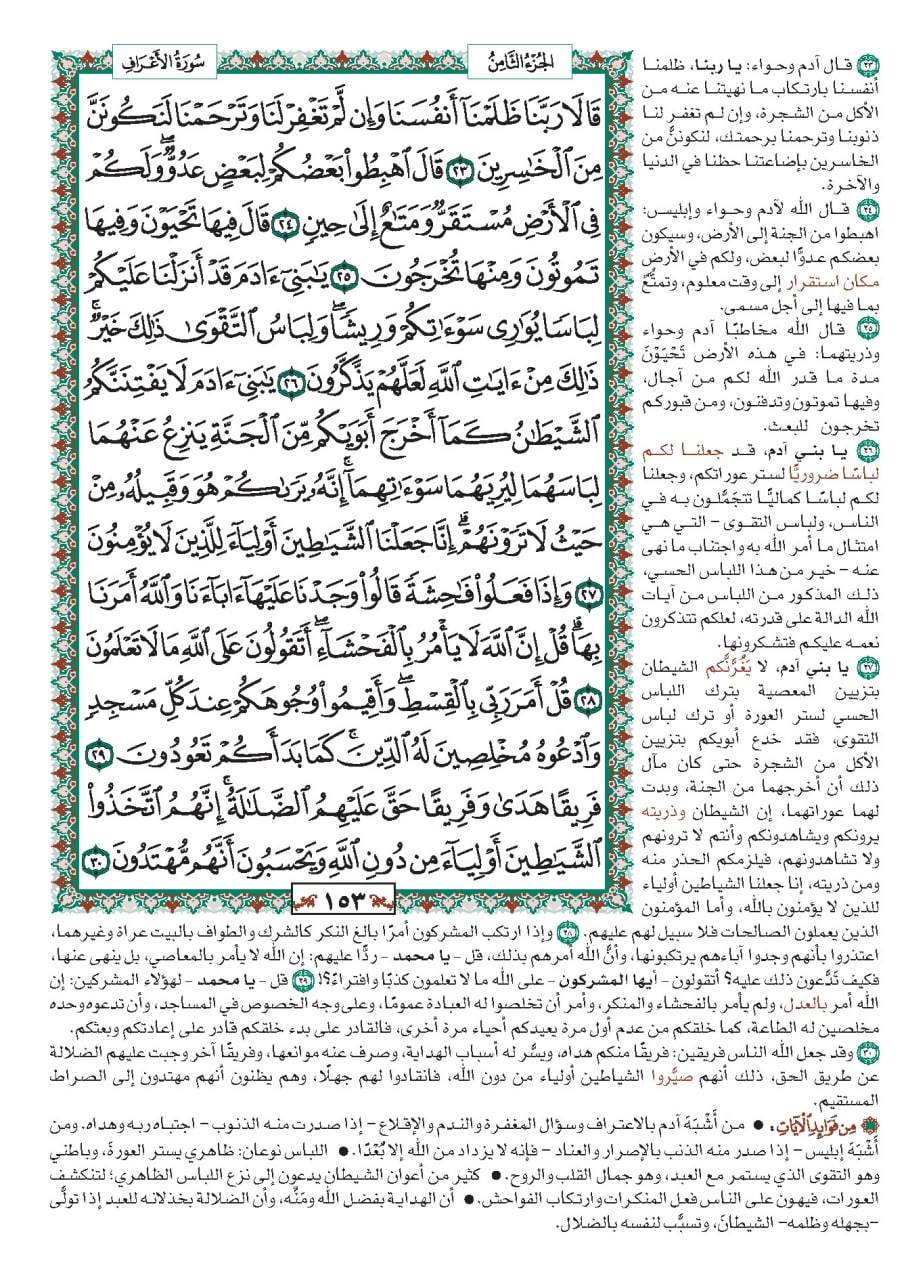 الجزء الثامن
سورة الأعراف
قَالَا رَبَّنَا ظَلَمْنَآ أَنفُسَنَا وَإِن لَّمْ تَغْفِرْ لَنَا وَتَرْحَمْنَا لَنَكُونَنَّ
مِنَ ٱلْخَٰسِرِينَ ٢٣ قَالَ ٱهْبِطُوا۟ بَعْضُكُمْ لِبَعْضٍ عَدُوٌّۖ وَلَكُمْ
فِى ٱلْأَرْضِ مُسْتَقَرٌّ وَمَتَٰعٌ إِلَىٰ حِينٍ ٢٤ قَالَ فِيهَا تَحْيَوْنَ وَفِيهَا
تَمُوتُونَ وَمِنْهَا تُخْرَجُونَ ٢٥ يَٰبَنِىٓ ءَادَمَ قَدْ أَنزَلْنَا عَلَيْكُمْ
لِبَاسًا يُوَٰرِى سَوْءَٰتِكُمْ وَرِيشًاۖ وَلِبَاسُ ٱلتَّقْوَىٰ ذَٰلِكَ خَيْرٌۚ
ذَٰلِكَ مِنْ ءَايَٰتِ ٱللَّهِ لَعَلَّهُمْ يَذَّكَّرُونَ ٢٦ يَٰبَنِىٓ ءَادَمَ لَا يَفْتِنَنَّكُمُ
ٱلشَّيْطَٰنُ كَمَآ أَخْرَجَ أَبَوَيْكُم مِّنَ ٱلْجَنَّةِ يَنزِعُ عَنْهُمَا
لِبَاسَهُمَا لِيُرِيَهُمَا سَوْءَٰتِهِمَآۗ إِنَّهُۥ يَرَىٰكُمْ هُوَ وَقَبِيلُهُۥ مِنْ
حَيْثُ لَا تَرَوْنَهُمْۗ إِنَّا جَعَلْنَا ٱلشَّيَٰطِينَ أَوْلِيَآءَ لِلَّذِينَ لَا يُؤْمِنُونَ
٢٧ وَإِذَا فَعَلُوا۟ فَٰحِشَةً قَالُوا۟ وَجَدْنَا عَلَيْهَآ ءَابَآءَنَا وَٱللَّهُ أَمَرَنَا
بِهَاۗ قُلْ إِنَّ ٱللَّهَ لَا يَأْمُرُ بِٱلْفَحْشَآءِۖ أَتَقُولُونَ عَلَى ٱللَّهِ مَا لَا تَعْلَمُونَ
٢٨ قُلْ أَمَرَ رَبِّى بِٱلْقِسْطِۖ وَأَقِيمُوا۟ وُجُوهَكُمْ عِندَ كُلِّ مَسْجِدٍ
وَٱدْعُوهُ مُخْلِصِينَ لَهُ ٱلدِّينَۚ كَمَا بَدَأَكُمْ تَعُودُونَ ٢٩
فَرِيقًا هَدَىٰ وَفَرِيقًا حَقَّ عَلَيْهِمُ ٱلضَّلَٰلَةُۗ إِنَّهُمُ ٱتَّخَذُوا۟
ٱلشَّيَٰطِينَ أَوْلِيَآءَ مِن دُونِ ٱللَّهِ وَيَحْسَبُونَ أَنَّهُم مُّهْتَدُونَ ٣٠
١٥٣
٢٣ قال آدم وحواء: يا ربنا، ظلمنا
أنفسنا بارتكاب ما نهيتنا عنه من
الأكل من الشجرة، وإن لم تغفر لنا
ذنوبنا وترحمنا برحمتك، لنكوننَّ من
الخاسرين بإضاعتنا حظنا في الدنيا
والآخرة.
٢٤ قال الله لآدم وحواء وإبليس:
اهبطوا من الجنة إلى الأرض، وسيكون
بعضكم عدوًّا لبعض، ولكم في الأرض
مكان استقرار إلى وقت معلوم، وتمتُّعٌ
بما فيها إلى أجل مسمى.
٢٥ قال الله مخاطبًا آدم وحواء
وذريتهما: في هذه الأرض تَحْيَوْنَ
مدة ما قدر الله لكم من آجال،
وفيها تموتون وتدفنون، ومن قبوركم
تخرجون للبعث.
٢٦ يا بني آدم، قد جعلنا لكم
لباسًا ضروريًّا لستر عوراتكم، وجعلنا
لكم لباسًا كماليًّا تتجَمَّلون به في
الناس، ولباس التقوى – التي هي
امتثال ما أمر الله به واجتناب ما نهى
عنه – خير من هذا اللباس الحسي،
ذلك المذكور من اللباس من آيات
الله الدالة على قدرته، لعلكم تتذكرون
نعمه عليكم فتشكرونها.
٢٧ يا بني آدم، لا يَغُرَّنَّكم الشيطان
بتزيين المعصية بترك اللباس
الحسي لستر العورة أو ترك لباس
التقوى، فقد خدع أبويكم بتزيين
الأكل من الشجرة حتى كان مآل
ذلك أن أخرجهما من الجنة، وبدت
لهما عوراتهما، إن الشيطان وذريته
يرونكم ويشاهدونكم وأنتم لا ترونهم
ولا تشاهدونهم، فيلزمكم الحذر منه
ومن ذريته، إنا جعلنا الشياطين أولياء
للذين لا يؤمنون بالله، وأما المؤمنون
الذين يعملون الصالحات فلا سبيل لهم عليهم. ٢٨ وإذا ارتكب المشركون أمرًا بالغ النكر كالشرك والطواف بالبيت عراة وغيرهما،
اعتذروا بأنهم وجدوا آباءهم يرتكبونها، وأنَّ الله أمرهم بذلك، قل – يا محمد – ردًّا عليهم: إن الله لا يأمر بالمعاصي، بل ينهى عنها،
فكيف تَدَّعون ذلك عليه؟ أتقولون – أيها المشركون – على الله ما لا تعلمون كذبًا وافتراءً؟! ٢٩ قل – يا محمد – لهؤلاء المشركين: إن
الله أمر بالعدل، ولم يأمر بالفحشاء والمنكر، وأمر أن تخلصوا له العبادة عمومًا، وعلى وجه الخصوص في المساجد، وأن تدعوه وحده
مخلصين له الطاعة، كما خلقكم من عدم أول مرة يعيدكم أحياء مرة أخرى، فالقادر على بدء خلقكم قادر على إعادتكم وبعثكم.
٣٠ وقد جعل الله الناس فريقين: فريقًا منكم هداه، ويسَّر له أسباب الهداية، وصرف عنه موانعها، وفريقًا آخر وجبت عليهم الضلالة
عن طريق الحق، ذلك أنهم صيَّروا الشياطين أولياء من دون الله، فانقادوا لهم جهلًا، وهم يظنون أنهم مهتدون إلى الصراط
المستقيم.
من فوائد الآيات: ● من أَشْبَهَ آدم بالاعتراف وسؤال المغفرة والندم والإقلاع – إذا صدرت منه الذنوب – اجتباه ربه وهداه. ومن
أَشْبَهَ إبليس – إذا صدر منه الذنب بالإصرار والعناد – فإنه لا يزداد من الله إلا بُعْدًا. ● اللباس نوعان: ظاهري يستر العورةَ، وباطني
وهو التقوى الذي يستمر مع العبد، وهو جمال القلب والروح. ● كثير من أعوان الشيطان يدعون إلى نزع اللباس الظاهري؛ لتنكشف
العورات، فيهون على الناس فعل المنكرات وارتكاب الفواحش. ● أن الهداية بفضل الله ومَنِّه، وأن الضلالة بخذلانه للعبد إذا تولَّى
–بجهله وظلمه– الشيطانَ، وتسبَّب لنفسه بالضلال.